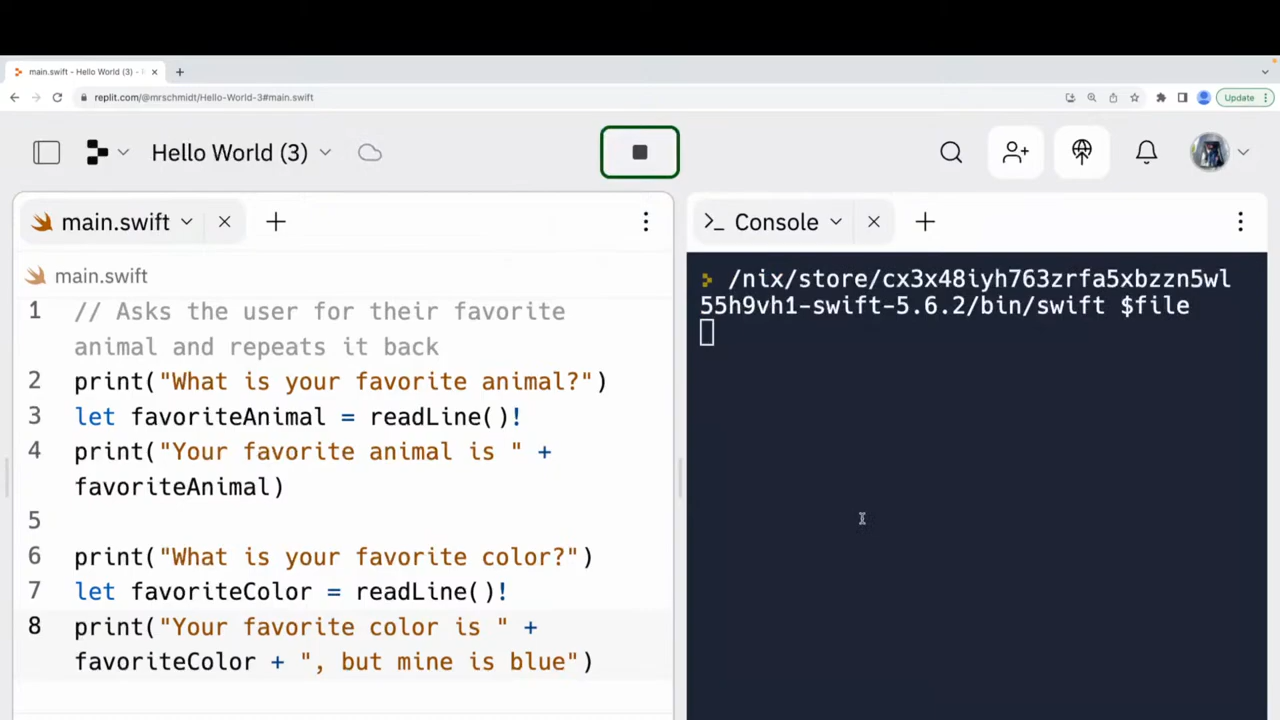 main.swift - Hello World (3) - 
replit.com/@mrschmidt/Hello-World-3#main.swift
Update
Hello World (3)
main.swift
Console
main.swift
1 // Asks the user for their favorite
animal and repeats it back
2 print("What is your favorite animal?")
3 let favoriteAnimal = readLine()!
4 print("Your favorite animal is " +
favoriteAnimal)
5
6 print("What is your favorite color?")
7 let favoriteColor = readLine()!
8 print("Your favorite color is " +
favoriteColor + ", but mine is blue")
/nix/store/cx3x48iyh763zrfa5xbzzn5wl
55h9vh1-swift-5.6.2/bin/swift $file